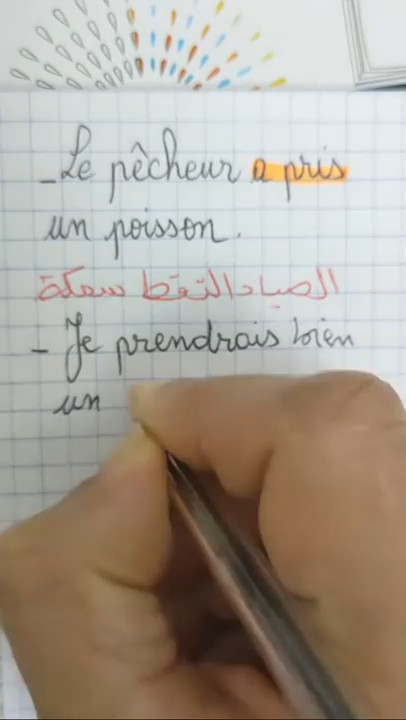 - Le pêcheur a pris
un poisson.
الصياد التقط سمكة
- Je prendrais bien
un